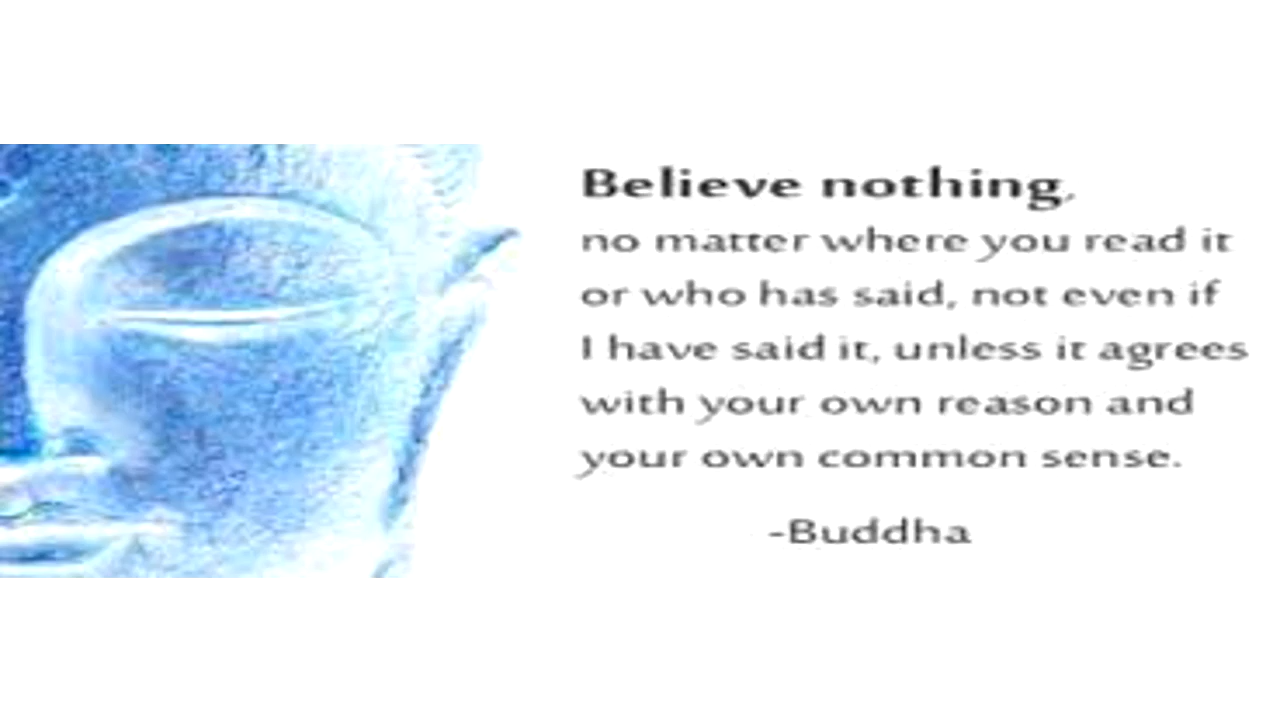 Believe nothing,
no matter where you read it
or who has said, not even if
I have said it, unless it agrees
with your own reason and
your own common sense.
-Buddha